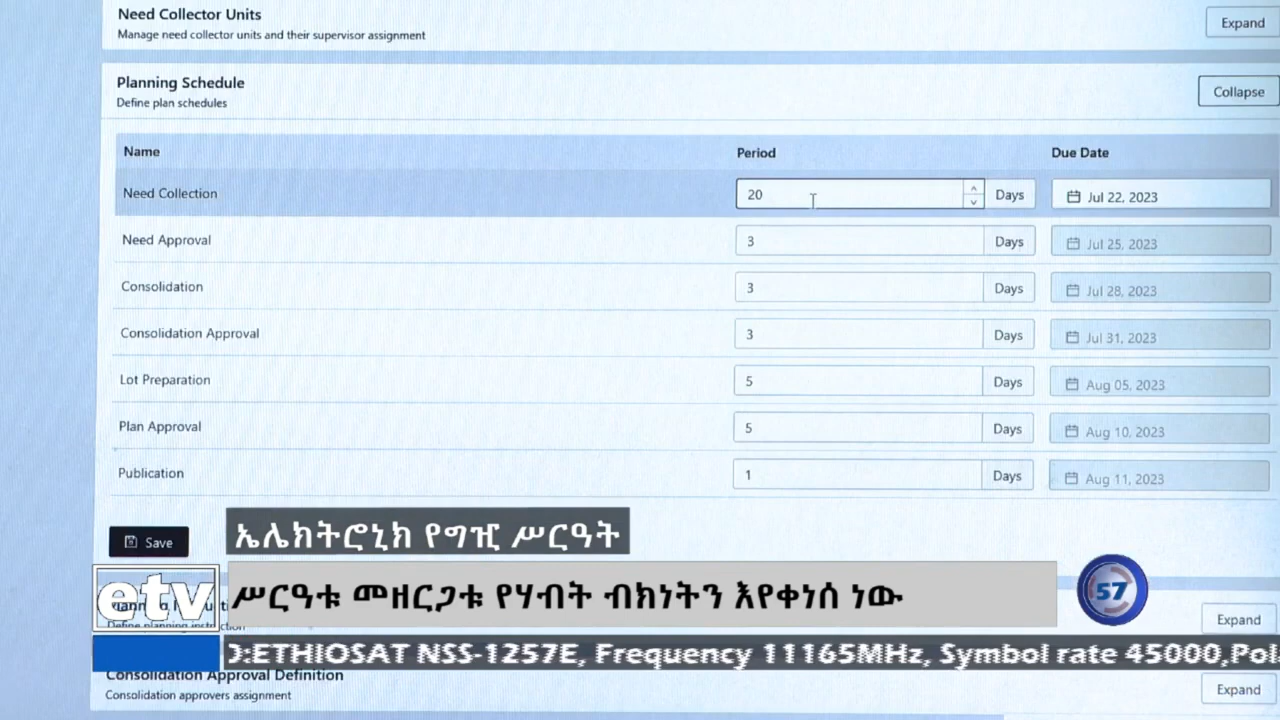 Need Collector Units
Manage need collector units and their supervisor assignment
Expand
Planning Schedule
Define plan schedules
Collapse
Name Period Due Date
Need Collection 20 Days Jul 22, 2023
Need Approval 3 Days Jul 25, 2023
Consolidation 3 Days Jul 28, 2023
Consolidation Approval 3 Days Jul 31, 2023
Lot Preparation 5 Days Aug 05, 2023
Plan Approval 5 Days Aug 10, 2023
Publication 1 Days Aug 11, 2023
Save
ኤሌክትሮኒክ የግዢ ሥርዓት
etv
ሥርዓቱ መዘርጋቱ የሃብት ብክነትን እየቀነሰ ነው
57
Define planning instruction
Expand
:ETHIOSAT NSS-1257E, Frequency 11165MHz, Symbol rate 45000,
Consolidation Approval Definition
Consolidation approvers assignment
Expand